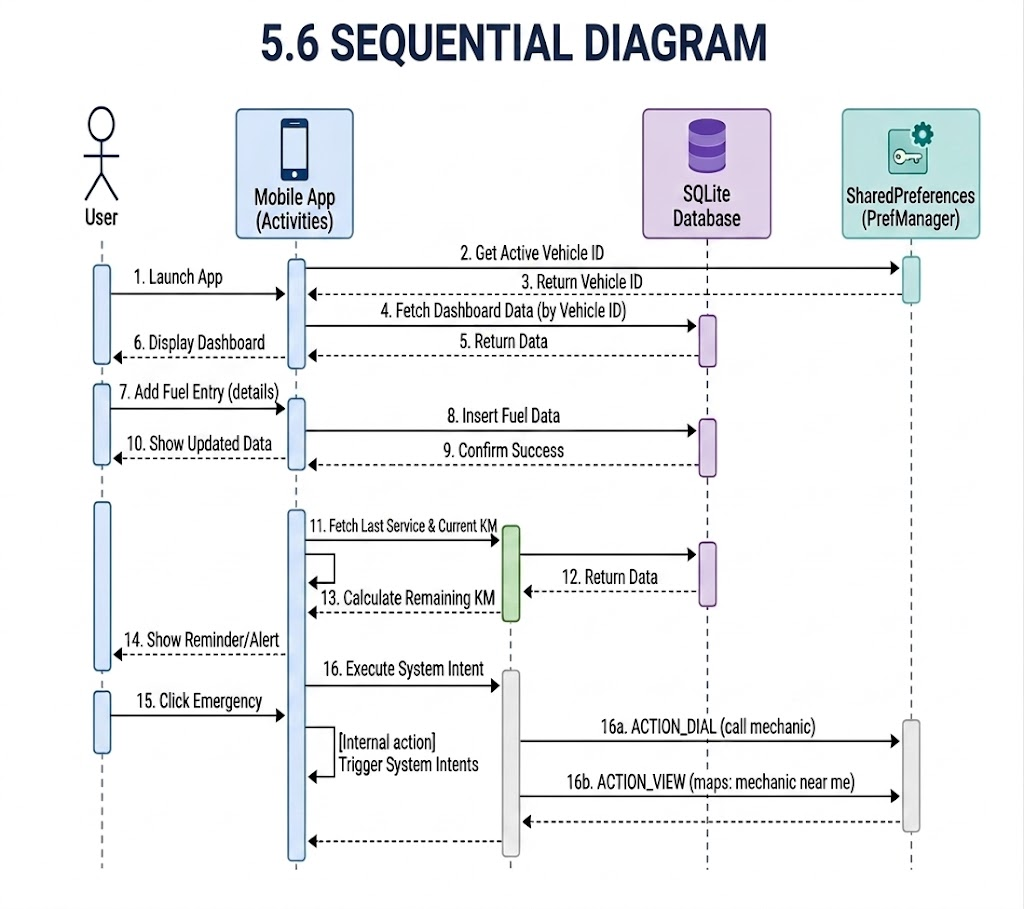 5.6 SEQUENTIAL DIAGRAM
User
Mobile App
(Activities)
SQLite
Database
SharedPreferences
(PrefManager)
2. Get Active Vehicle ID
1. Launch App
3. Return Vehicle ID
4. Fetch Dashboard Data (by Vehicle ID)
6. Display Dashboard
5. Return Data
7. Add Fuel Entry (details)
8. Insert Fuel Data
10. Show Updated Data
9. Confirm Success
11. Fetch Last Service & Current KM
12. Return Data
13. Calculate Remaining KM
14. Show Reminder/Alert
16. Execute System Intent
15. Click Emergency
16a. ACTION_DIAL (call mechanic)
[Internal action]
Trigger System Intents
16b. ACTION_VIEW (maps: mechanic near me)